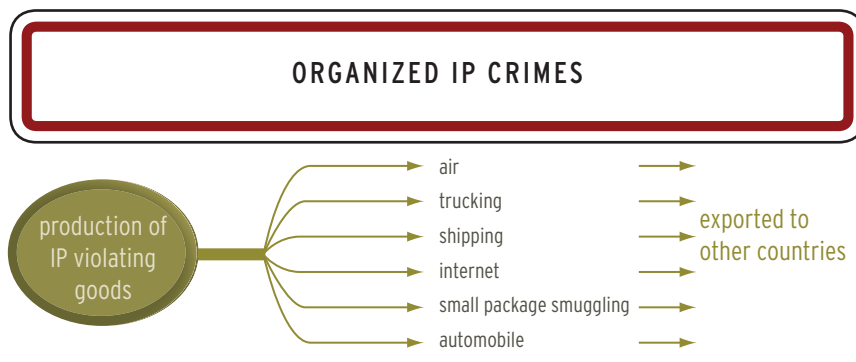 ORGANIZED IP CRIMES
production of
IP violating
goods
air
trucking
shipping
internet
small package smuggling
automobile
exported to
other countries